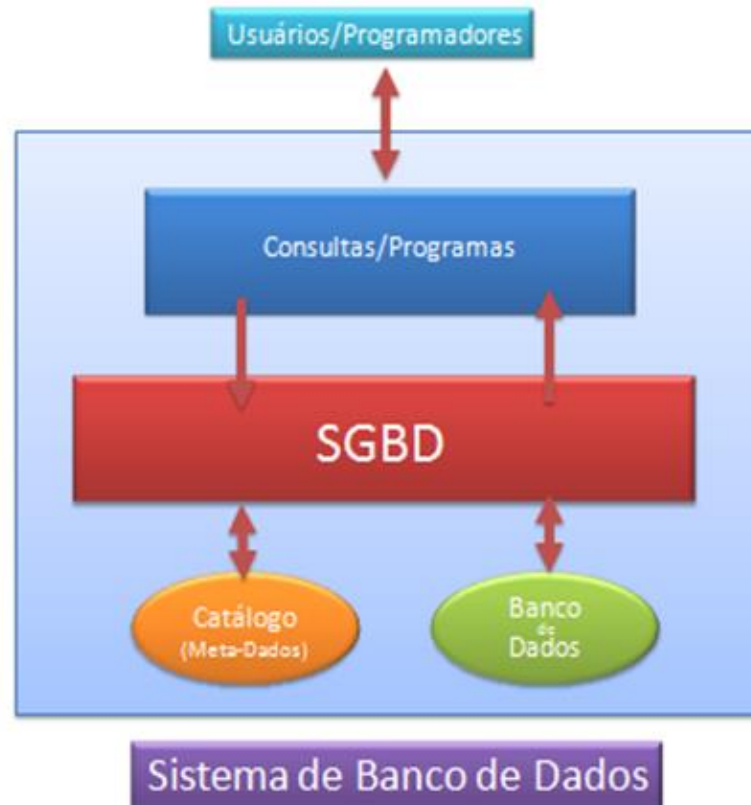 Usuários/Programadores
Consultas/Programas
SGBD
Catálogo
(Meta-Dados)
Banco
de
Dados
Sistema de Banco de Dados